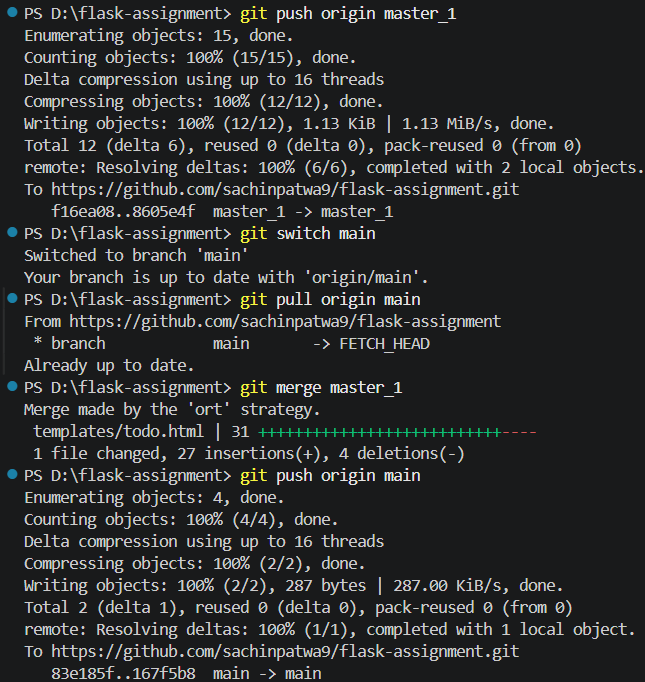 PS D:\flask-assignment> git push origin master_1
Enumerating objects: 15, done.
Counting objects: 100% (15/15), done.
Delta compression using up to 16 threads
Compressing objects: 100% (12/12), done.
Writing objects: 100% (12/12), 1.13 KiB | 1.13 MiB/s, done.
Total 12 (delta 6), reused 0 (delta 0), pack-reused 0 (from 0)
remote: Resolving deltas: 100% (6/6), completed with 2 local objects.
To https://github.com/sachinpatwa9/flask-assignment.git
   f16ea08..8605e4f  master_1 -> master_1
PS D:\flask-assignment> git switch main
Switched to branch 'main'
Your branch is up to date with 'origin/main'.
PS D:\flask-assignment> git pull origin main
From https://github.com/sachinpatwa9/flask-assignment
 * branch            main       -> FETCH_HEAD
Already up to date.
PS D:\flask-assignment> git merge master_1
Merge made by the 'ort' strategy.
 templates/todo.html | 31 +++++++++++++++++++++++++++----
 1 file changed, 27 insertions(+), 4 deletions(-)
PS D:\flask-assignment> git push origin main
Enumerating objects: 4, done.
Counting objects: 100% (4/4), done.
Delta compression using up to 16 threads
Compressing objects: 100% (2/2), done.
Writing objects: 100% (2/2), 287 bytes | 287.00 KiB/s, done.
Total 2 (delta 1), reused 0 (delta 0), pack-reused 0 (from 0)
remote: Resolving deltas: 100% (1/1), completed with 1 local object.
To https://github.com/sachinpatwa9/flask-assignment.git
   83e185f..167f5b8  main -> main